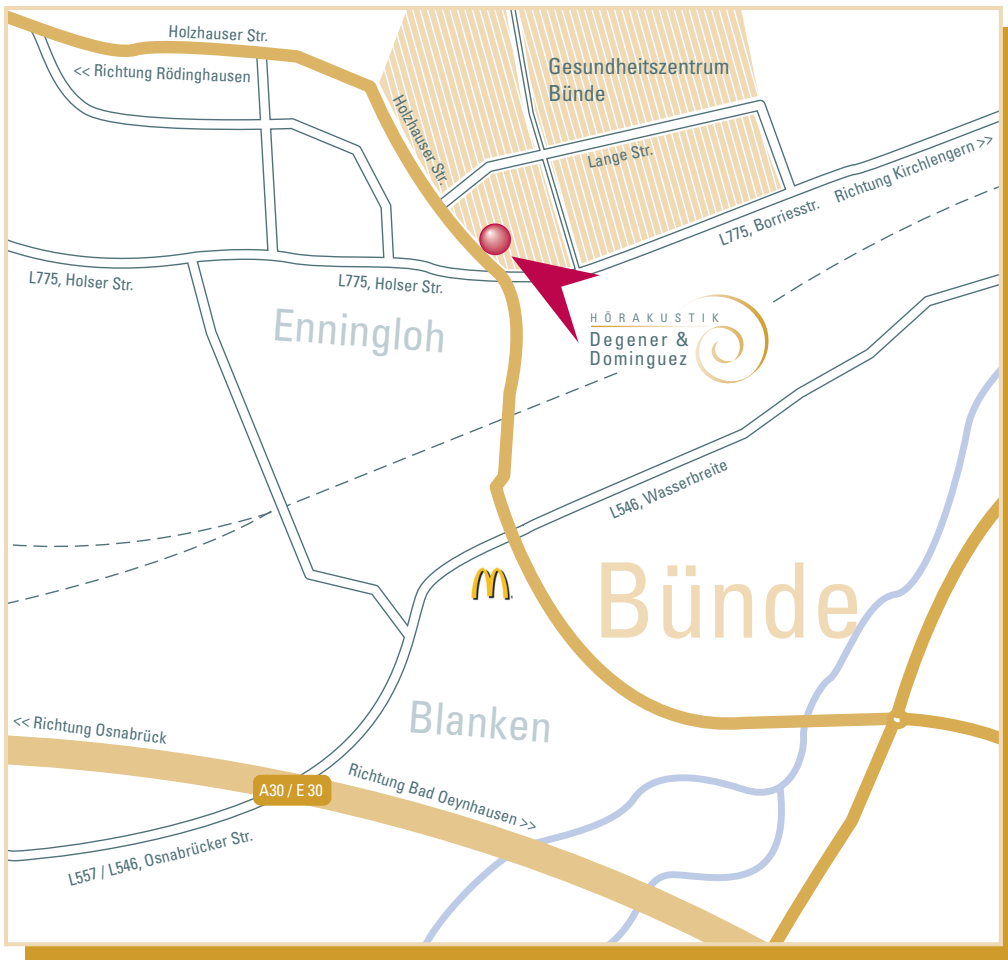 Holzhauser Str.
<< Richtung Rödinghausen
Gesundheitszentrum
Bünde
Holzhauser Str.
Lange Str.
Richtung Kirchlengern >>
L775, Borriesstr.
L775, Holser Str.
L775, Holser Str.
Enningloh
HÖRAKUSTIK
Degener &
Dominguez
L546, Wasserbreite
M
Bünde
Blanken
<< Richtung Osnabrück
Richtung Bad Oeynhausen >>
A30 / E 30
L557 / L546, Osnabrücker Str.